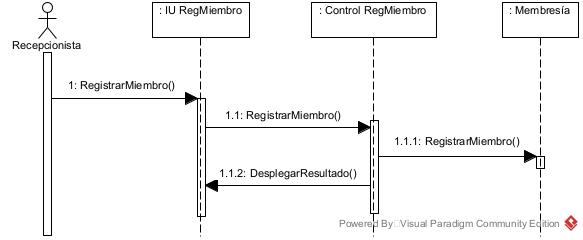 : IU RegMiembro
: Control RegMiembro
: Membresía
Recepcionista
1: RegistrarMiembro()
1.1: RegistrarMiembro()
1.1.1: RegistrarMiembro()
1.1.2: DesplegarResultado()
Powered By Visual Paradigm Community Edition